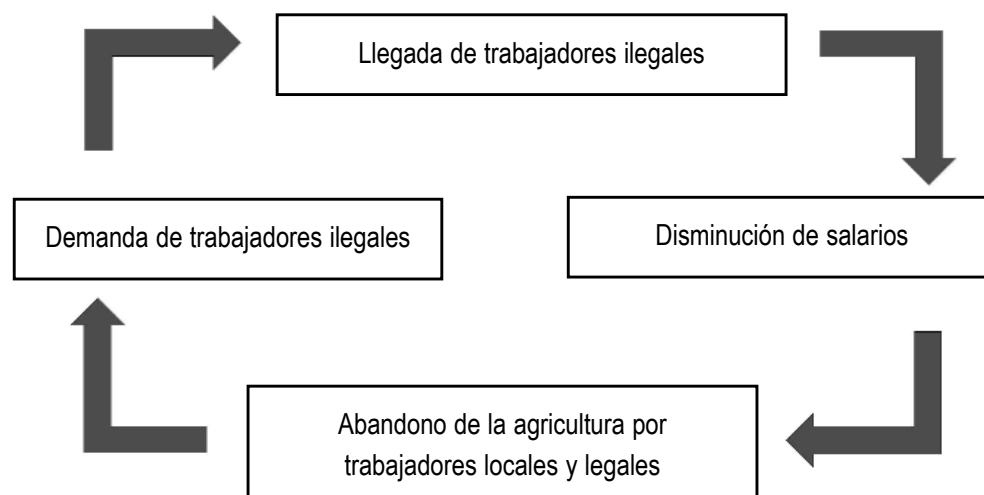 Llegada de trabajadores ilegales
Demanda de trabajadores ilegales
Disminución de salarios
Abandono de la agricultura por
trabajadores locales y legales